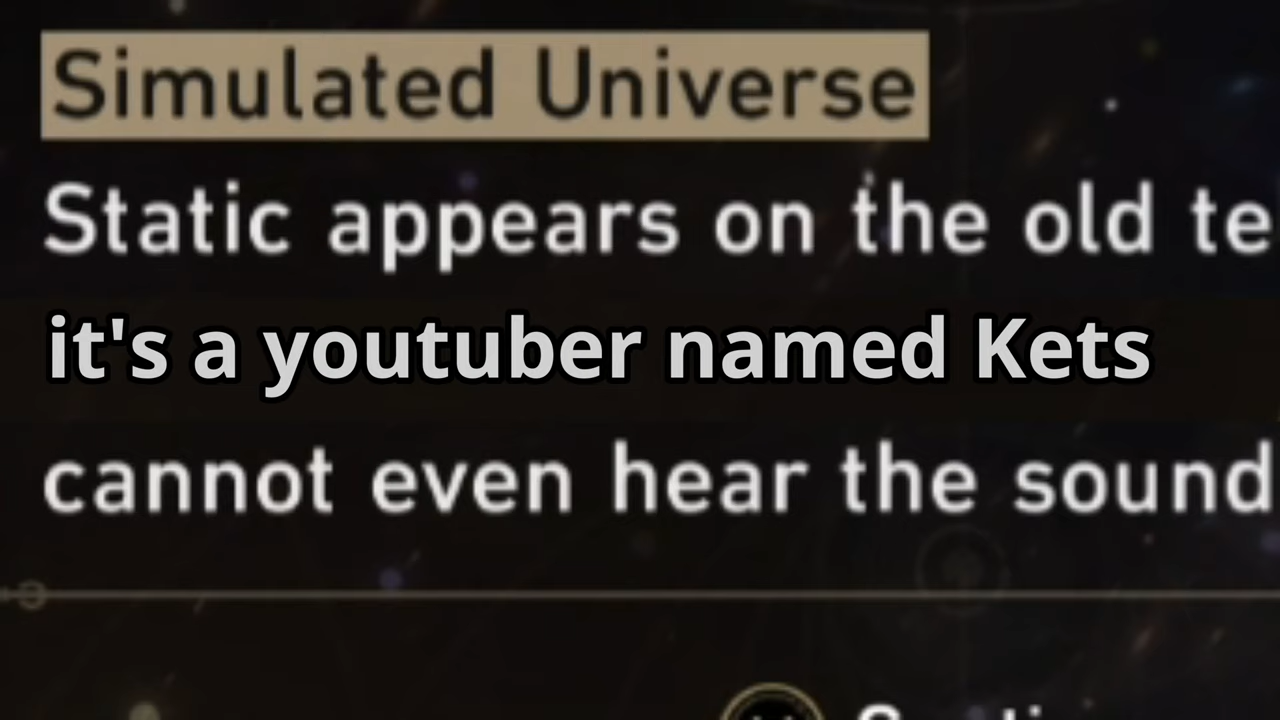 Simulated Universe
Static appears on the old te
it's a youtuber named Kets
cannot even hear the sound